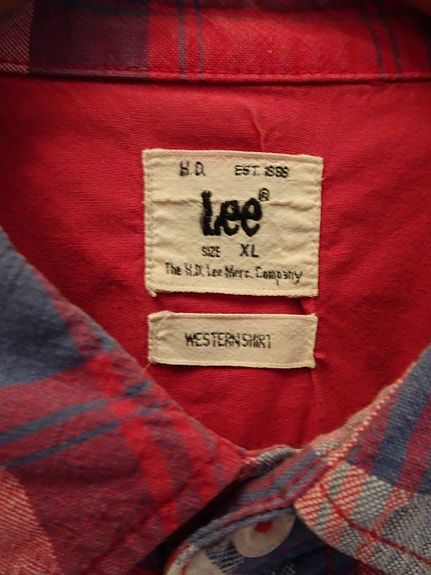 H.D. EST. 1889
Lee®
SIZE XL
The H.D. Lee Merc. Company
WESTERN SHIRT